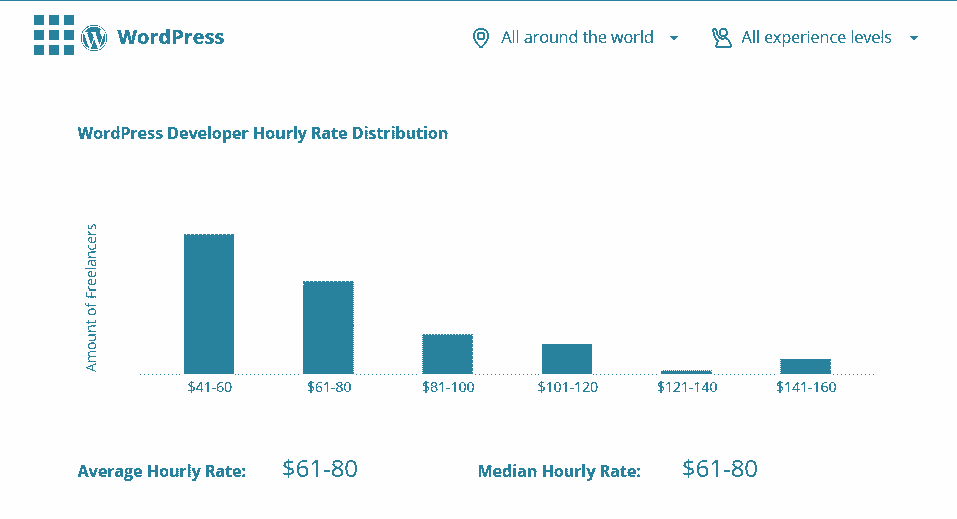 WordPress
All around the world
All experience levels
WordPress Developer Hourly Rate Distribution
Amount of Freelancers
$41-60
$61-80
$81-100
$101-120
$121-140
$141-160
Average Hourly Rate: $61-80
Median Hourly Rate: $61-80